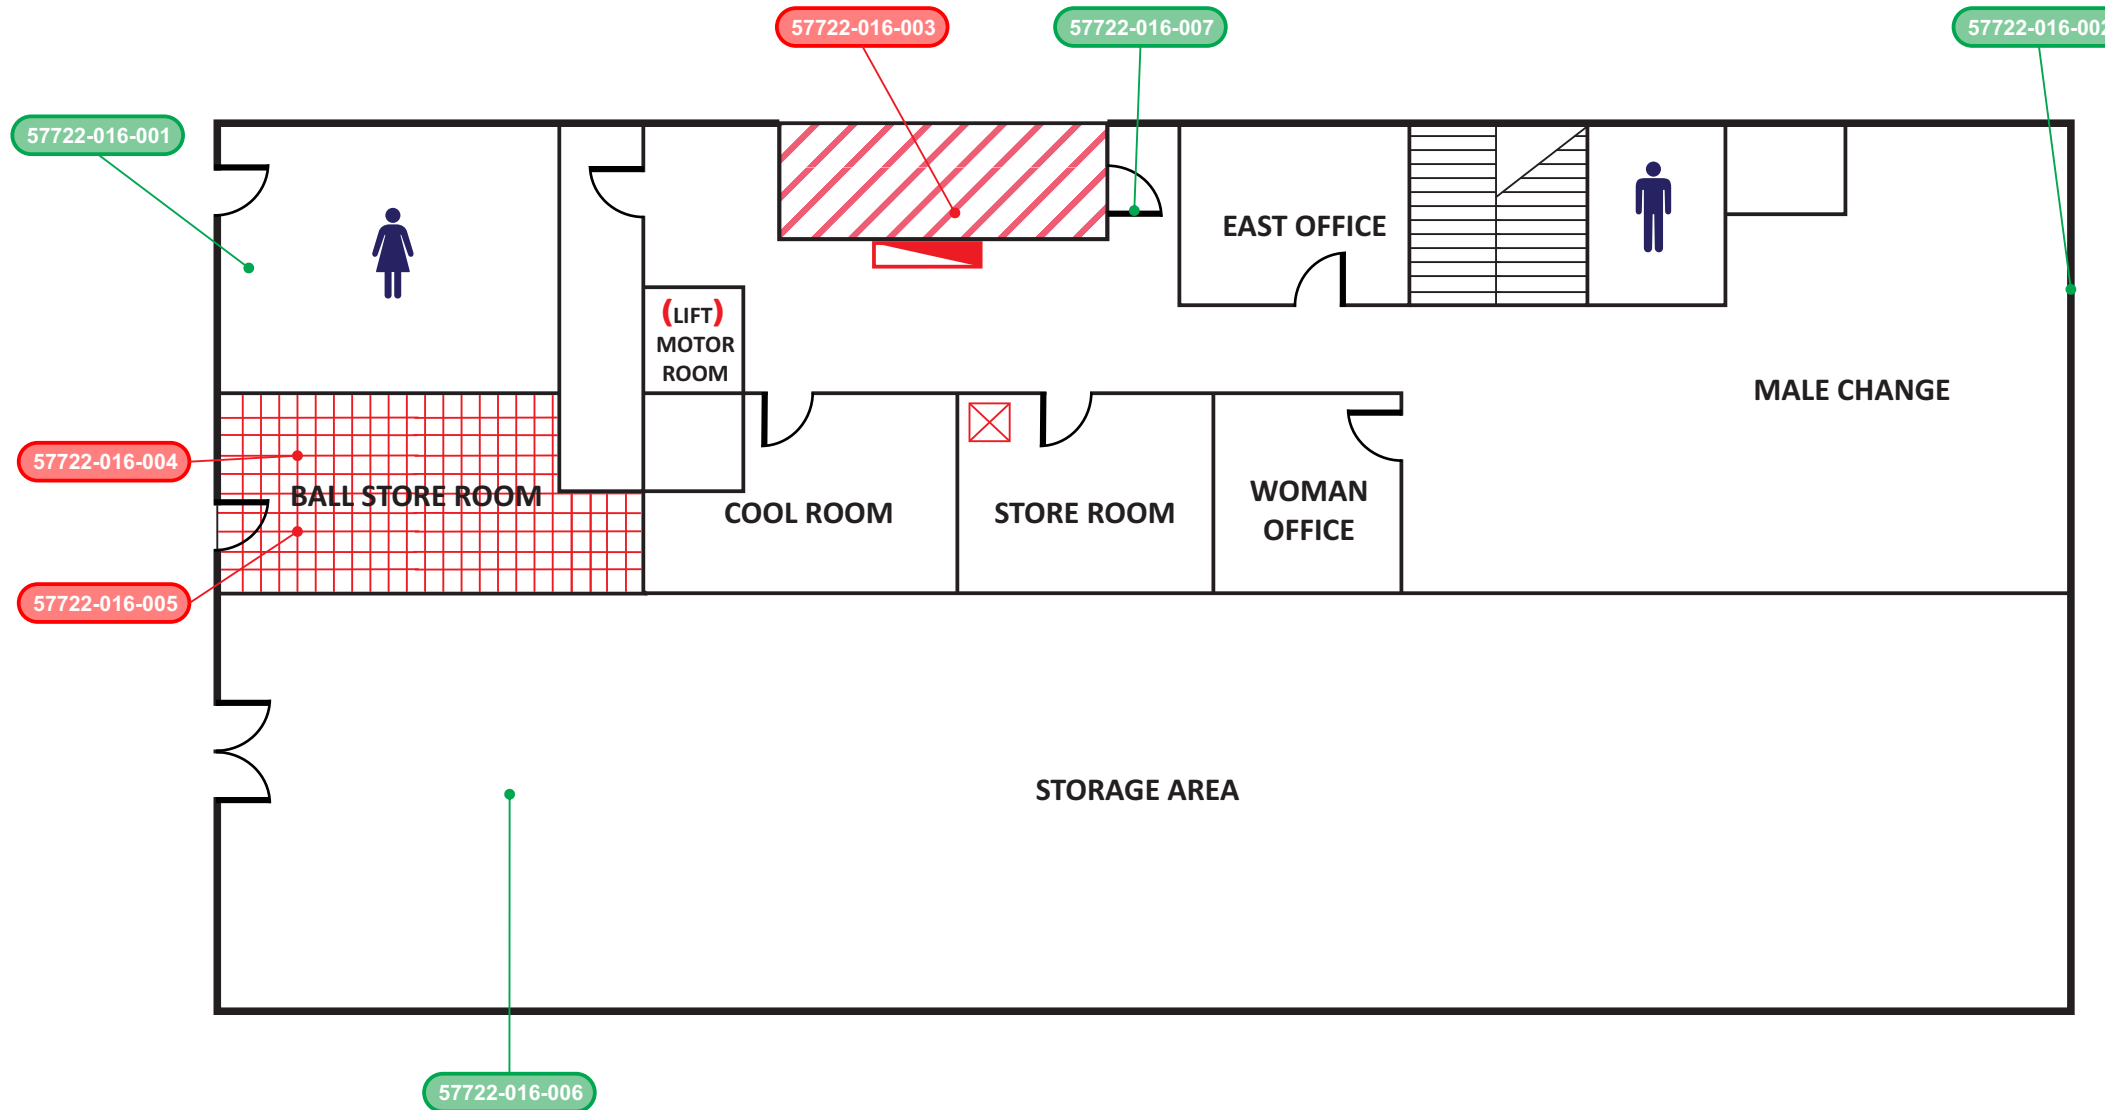 57722-016-003
57722-016-007
57722-016-002
57722-016-001
EAST OFFICE
(LIFT)
MOTOR
ROOM
MALE CHANGE
57722-016-004
BALL STORE ROOM
COOL ROOM
STORE ROOM
WOMAN
OFFICE
57722-016-005
STORAGE AREA
57722-016-006